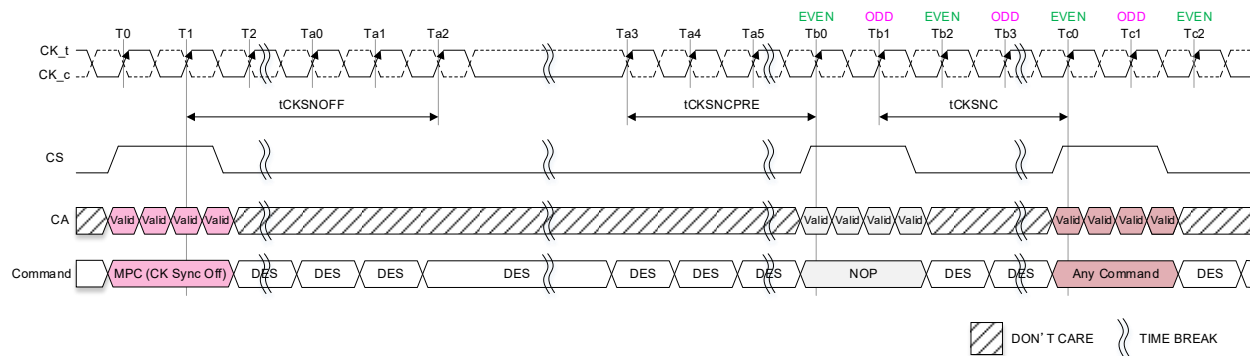 EVEN ODD EVEN ODD EVEN ODD EVEN
T0 T1 T2 Ta0 Ta1 Ta2 Ta3 Ta4 Ta5 Tb0 Tb1 Tb2 Tb3 Tc0 Tc1 Tc2
CK_t
CK_c
tCKSNOFF tCKSNCPRE tCKSNC
CS
CA Valid Valid Valid Valid Valid Valid Valid Valid Valid Valid Valid Valid
Command MPC (CK Sync Off) DES DES DES DES DES DES DES NOP DES DES Any Command DES
DON'T CARE TIME BREAK